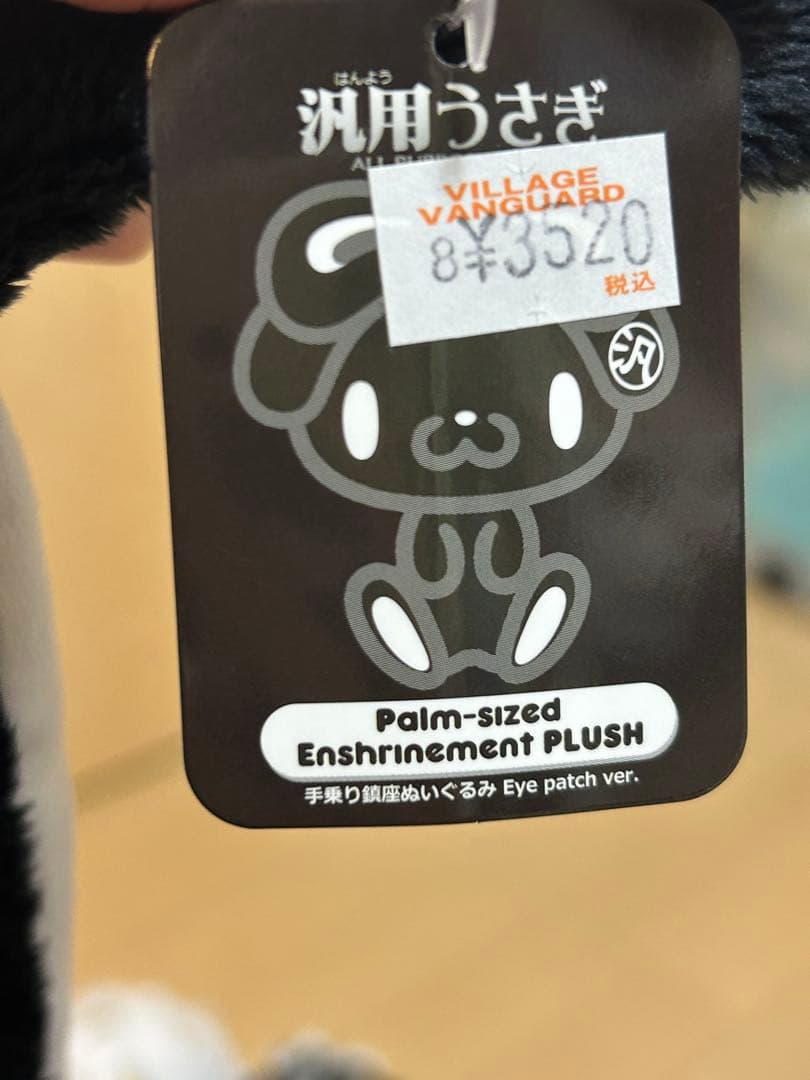 はんよう
汎用うさぎ
ALL
VILLAGE
VANGUARD
8 ¥3520
税込
汎
Palm-sized
Enshrinement PLUSH
手乗り鎮座ぬいぐるみ Eye patch ver.